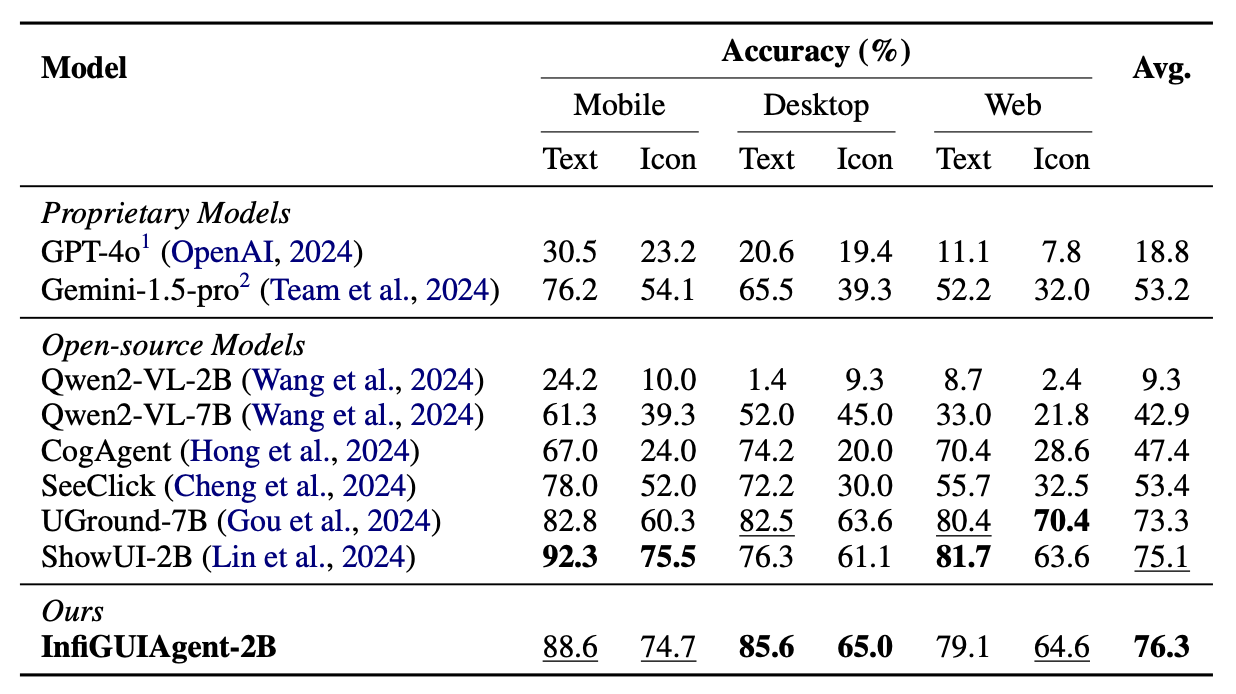 Model Accuracy (%) Avg.
Mobile Desktop Web
Text Icon Text Icon Text Icon
Proprietary Models
GPT-4o1 (OpenAI, 2024) 30.5 23.2 20.6 19.4 11.1 7.8 18.8
Gemini-1.5-pro2 (Team et al., 2024) 76.2 54.1 65.5 39.3 52.2 32.0 53.2
Open-source Models
Qwen2-VL-2B (Wang et al., 2024) 24.2 10.0 1.4 9.3 8.7 2.4 9.3
Qwen2-VL-7B (Wang et al., 2024) 61.3 39.3 52.0 45.0 33.0 21.8 42.9
CogAgent (Hong et al., 2024) 67.0 24.0 74.2 20.0 70.4 28.6 47.4
SeeClick (Cheng et al., 2024) 78.0 52.0 72.2 30.0 55.7 32.5 53.4
UGround-7B (Gou et al., 2024) 82.8 60.3 82.5 63.6 80.4 70.4 73.3
ShowUI-2B (Lin et al., 2024) 92.3 75.5 76.3 61.1 81.7 63.6 75.1
Ours
InfiGUIAgent-2B 88.6 74.7 85.6 65.0 79.1 64.6 76.3